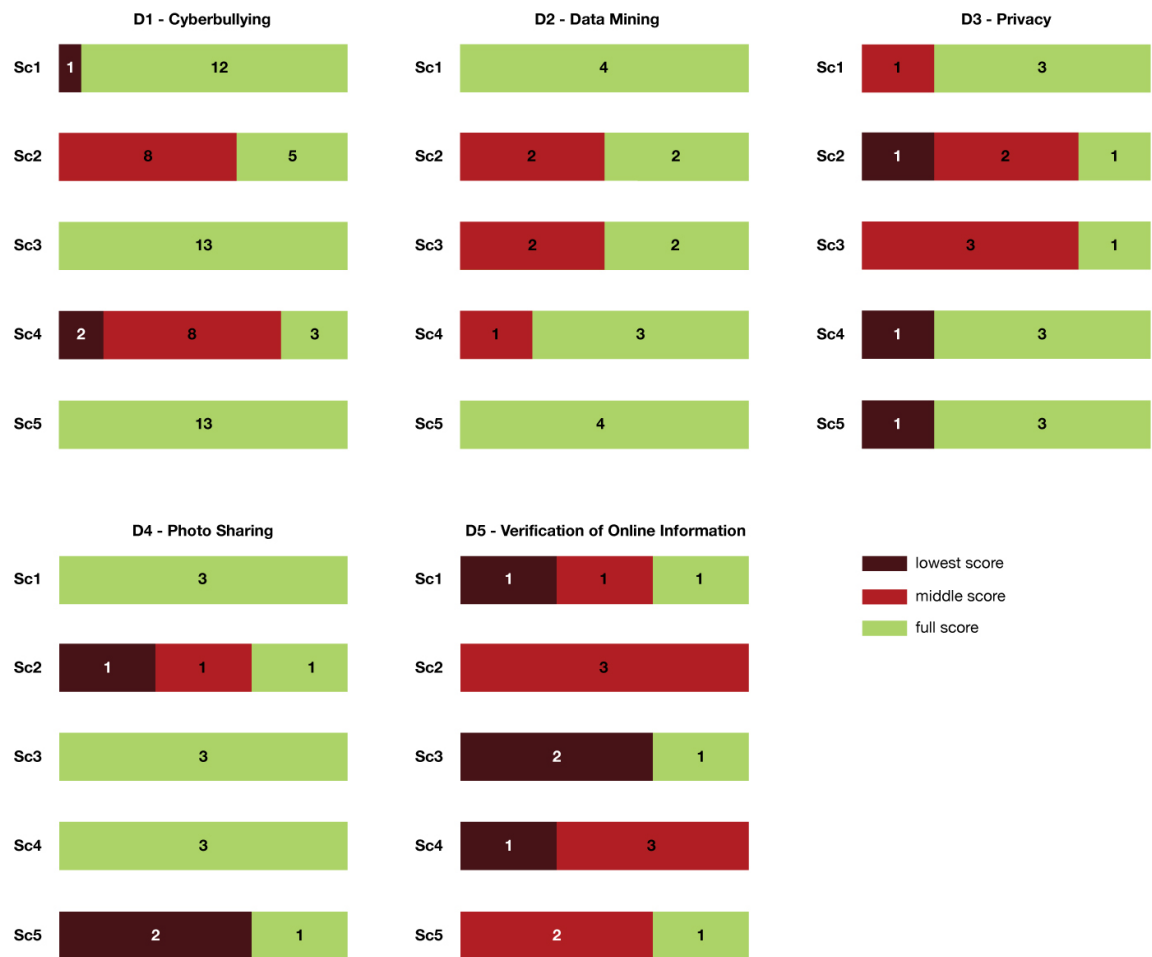 D1 - Cyberbullying
Sc1 1 12
Sc2 8 5
Sc3 13
Sc4 2 8 3
Sc5 13
D2 - Data Mining
Sc1 4
Sc2 2 2
Sc3 2 2
Sc4 1 3
Sc5 4
D3 - Privacy
Sc1 1 3
Sc2 1 2 1
Sc3 3 1
Sc4 1 3
Sc5 1 3
D4 - Photo Sharing
Sc1 3
Sc2 1 1 1
Sc3 3
Sc4 3
Sc5 2 1
D5 - Verification of Online Information
Sc1 1 1 1
Sc2 3
Sc3 2 1
Sc4 1 3
Sc5 2 1
lowest score
middle score
full score